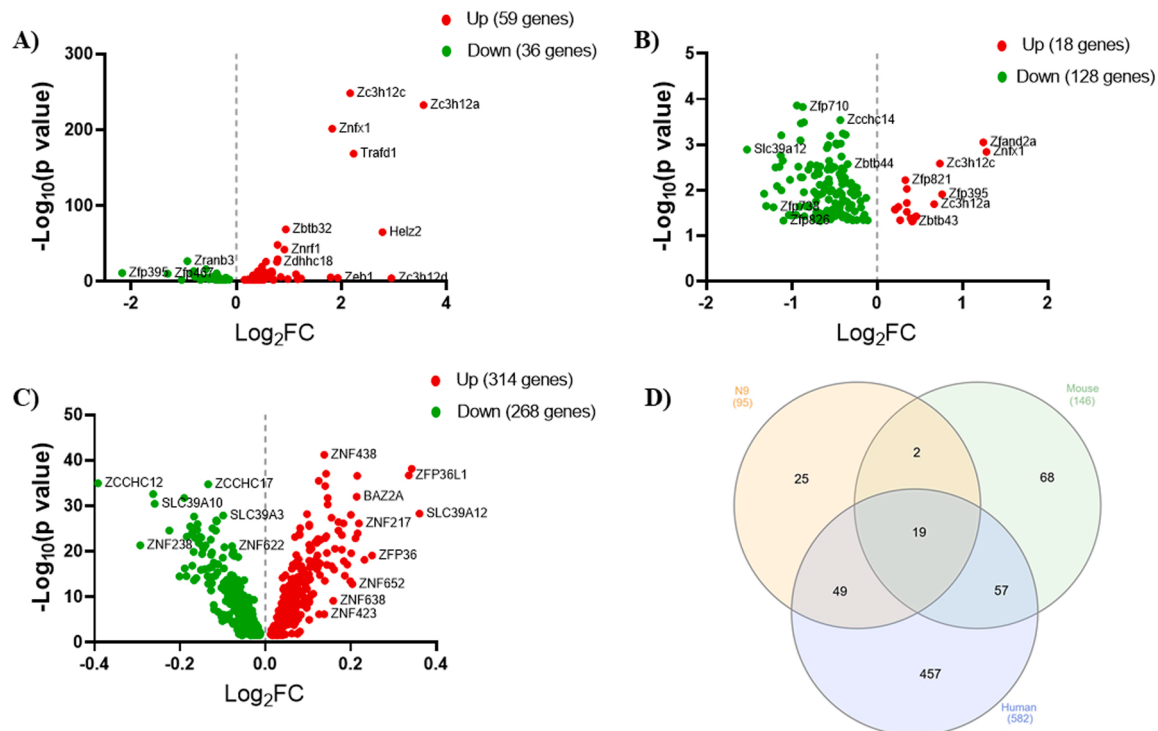 A)
Up (59 genes)
Down (36 genes)
300
200
100
0
-Log10(p value)
Zc3h12c
Zc3h12a
Znfx1
Trafd1
Zbtb32
Helz2
Znrf1
Zranb3
Zdhhc18
Zfp395
Zfp467
Zeb1
Zc3h12d
-2
0
2
4
Log2FC
B)
Up (18 genes)
Down (128 genes)
5
4
3
2
1
0
-Log10(p value)
Zfp710
Zcchc14
Slc39a12
Zfand2a
Znfx1
Zbtb44
Zc3h12c
Zfp821
Zfp395
Zc3h12a
Zfp738
Zfp826
Zbtb43
-2
-1
0
1
2
Log2FC
C)
Up (314 genes)
Down (268 genes)
50
40
30
20
10
0
-Log10(p value)
ZNF438
ZCCHC12
ZCCHC17
ZFP36L1
SLC39A10
BAZ2A
SLC39A3
SLC39A12
ZNF217
ZNF238
ZNF622
ZFP36
ZNF652
ZNF638
ZNF423
-0.4
-0.2
0.0
0.2
0.4
Log2FC
D)
N9
(95)
Mouse
(146)
25
2
68
19
49
57
457
Human
(582)